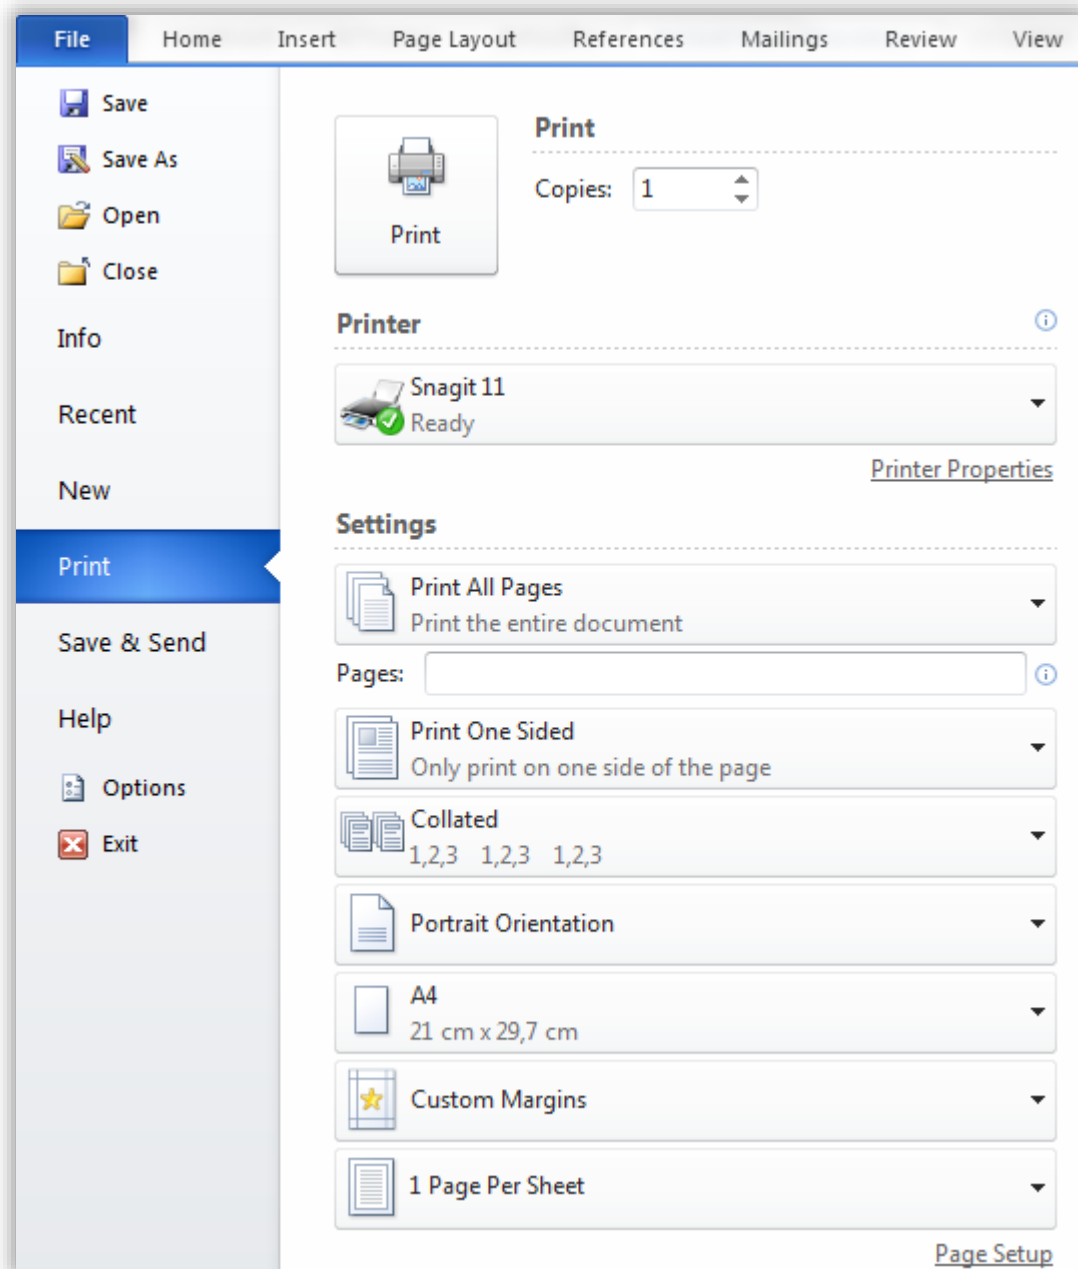 File Home Insert Page Layout References Mailings Review View
Save
Save As
Open
Close
Info
Recent
New
Print
Save & Send
Help
Options
Exit
Print
Print
Copies: 1
Printer
Snagit 11
Ready
Printer Properties
Settings
Print All Pages
Print the entire document
Pages:
Print One Sided
Only print on one side of the page
Collated
1,2,3 1,2,3 1,2,3
Portrait Orientation
A4
21 cm x 29,7 cm
Custom Margins
1 Page Per Sheet
Page Setup